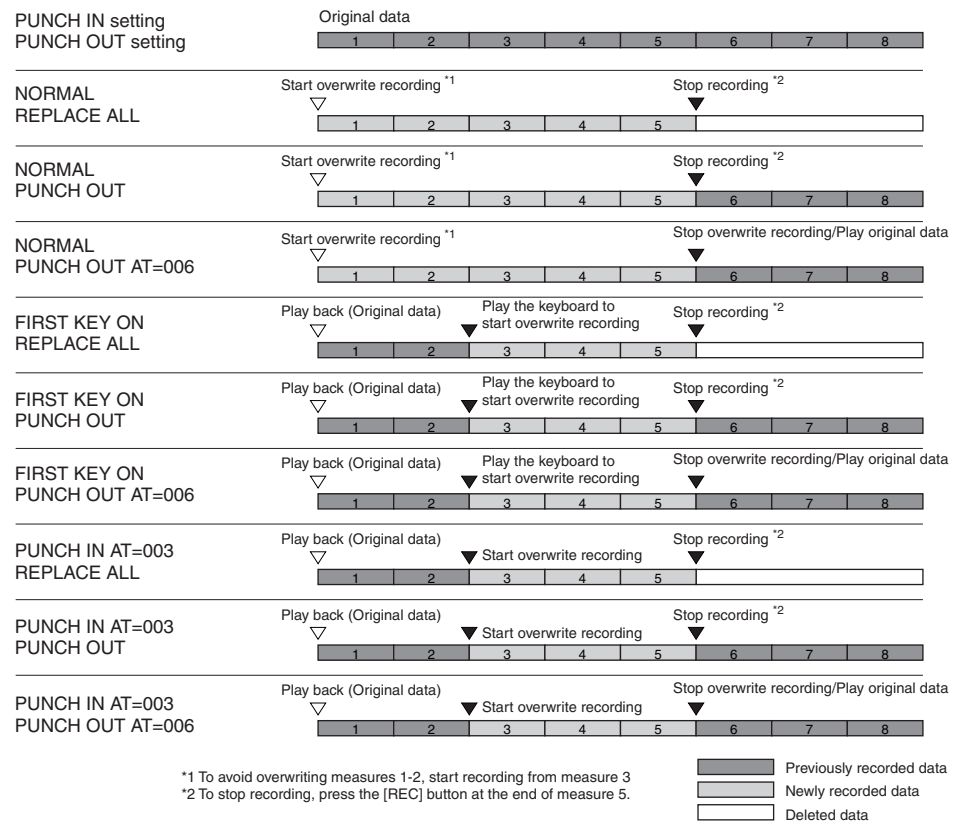 PUNCH IN setting
PUNCH OUT setting
Original data
1 2 3 4 5 6 7 8
NORMAL
REPLACE ALL
Start overwrite recording *1
Stop recording *2
1 2 3 4 5
NORMAL
PUNCH OUT
Start overwrite recording *1
Stop recording *2
1 2 3 4 5 6 7 8
NORMAL
PUNCH OUT AT=006
Start overwrite recording *1
Stop overwrite recording/Play original data
1 2 3 4 5 6 7 8
FIRST KEY ON
REPLACE ALL
Play back (Original data)
Play the keyboard to
start overwrite recording
Stop recording *2
1 2 3 4 5
FIRST KEY ON
PUNCH OUT
Play back (Original data)
Play the keyboard to
start overwrite recording
Stop recording *2
1 2 3 4 5 6 7 8
FIRST KEY ON
PUNCH OUT AT=006
Play back (Original data)
Play the keyboard to
start overwrite recording
Stop overwrite recording/Play original data
1 2 3 4 5 6 7 8
PUNCH IN AT=003
REPLACE ALL
Play back (Original data)
Start overwrite recording
Stop recording *2
1 2 3 4 5
PUNCH IN AT=003
PUNCH OUT
Play back (Original data)
Start overwrite recording
Stop recording *2
1 2 3 4 5 6 7 8
PUNCH IN AT=003
PUNCH OUT AT=006
Play back (Original data)
Start overwrite recording
Stop overwrite recording/Play original data
1 2 3 4 5 6 7 8
*1 To avoid overwriting measures 1-2, start recording from measure 3
*2 To stop recording, press the [REC] button at the end of measure 5.
Previously recorded data
Newly recorded data
Deleted data